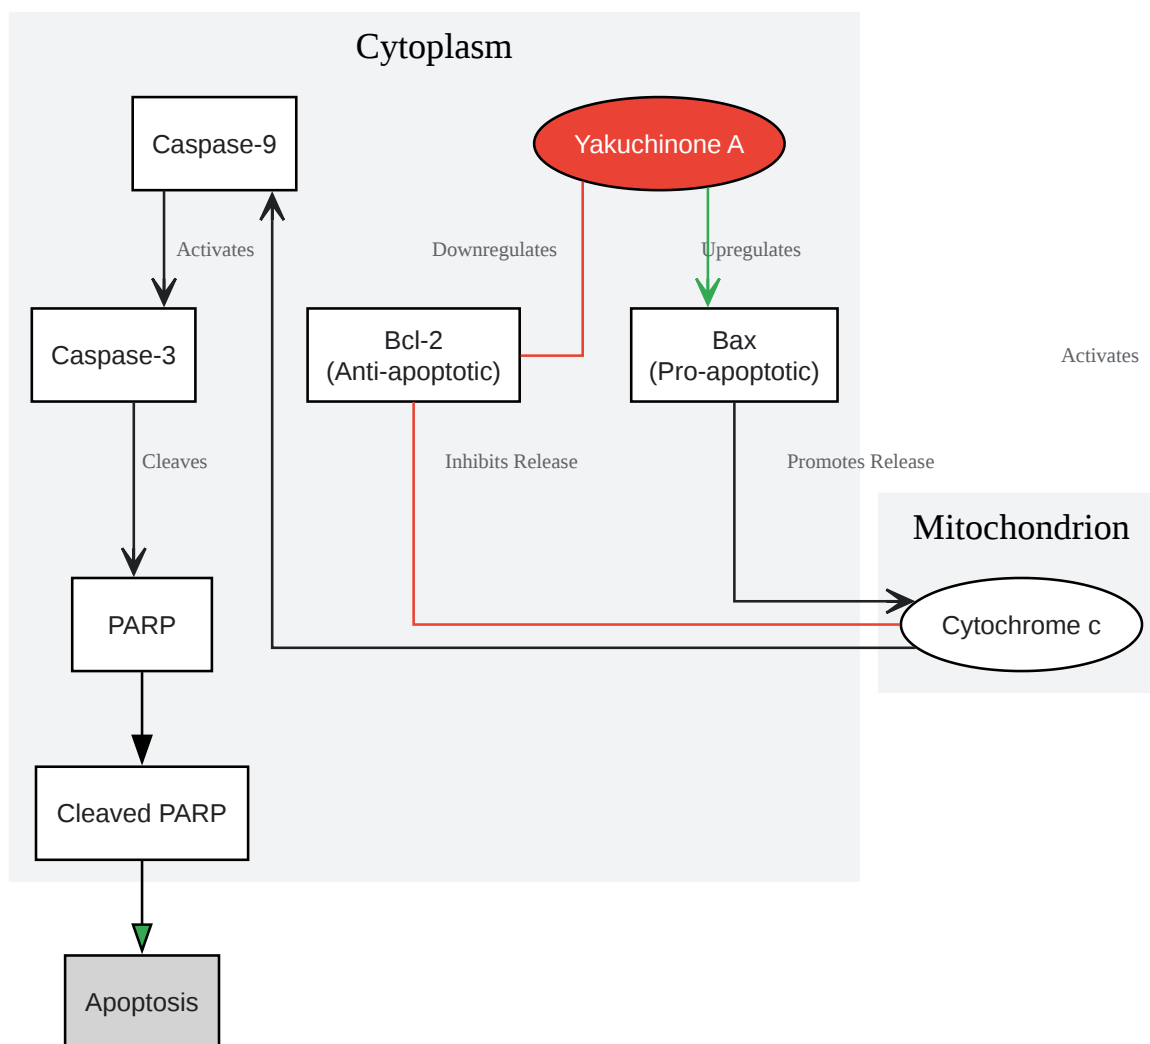 Cytoplasm
Caspase-9
Yakuchinone A
Activates
Downregulates
Upregulates
Caspase-3
Bcl-2
(Anti-apoptotic)
Bax
(Pro-apoptotic)
Activates
Cleaves
Inhibits Release
Promotes Release
Mitochondrion
PARP
Cytochrome c
Cleaved PARP
Apoptosis